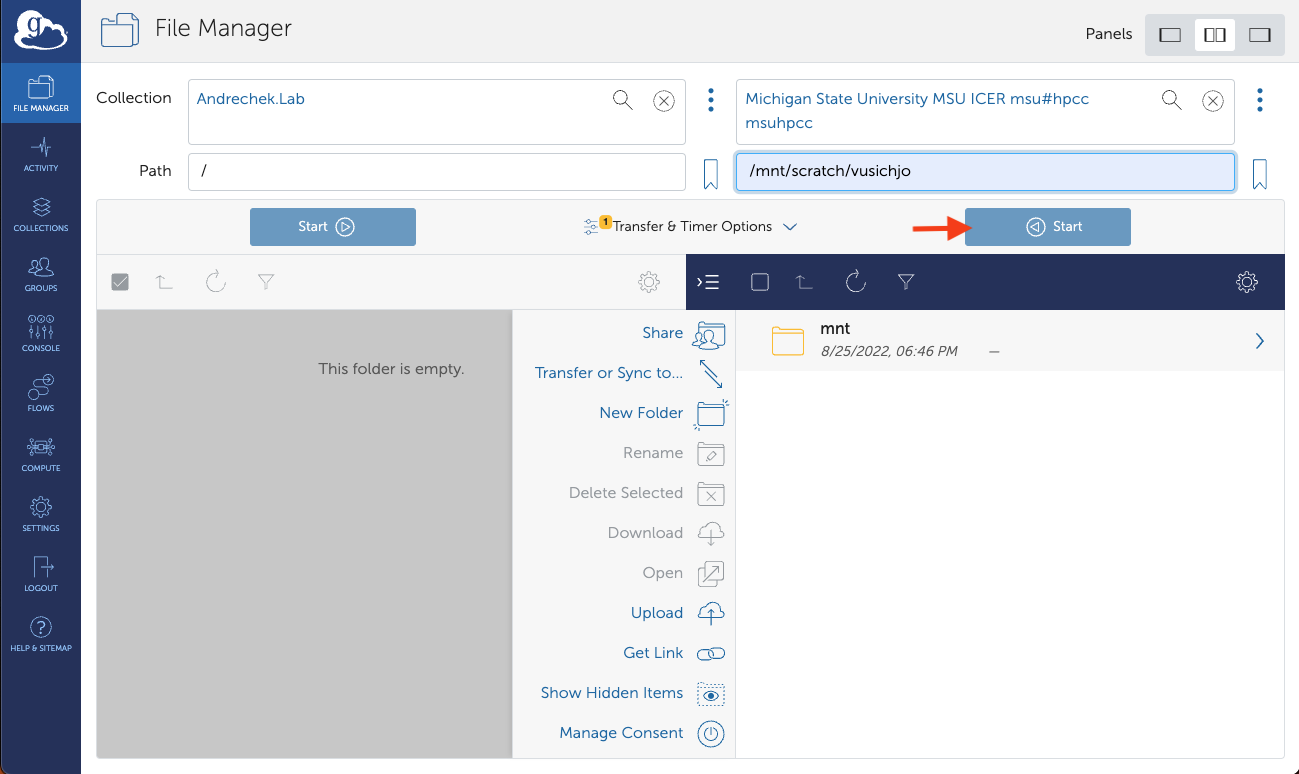 g
File Manager
Panels
FILE MANAGER
ACTIVITY
COLLECTIONS
GROUPS
CONSOLE
FLOWS
COMPUTE
SETTINGS
LOGOUT
?
HELP & SITEMAP
Collection
Andrechek.Lab
Michigan State University MSU ICER msu#hpcc
msuhpcc
Path
/
/mnt/scratch/vusichjo
Start
1 Transfer & Timer Options
Start
This folder is empty.
Share
Transfer or Sync to...
New Folder
Rename
Delete Selected
Download
Open
Upload
Get Link
Show Hidden Items
Manage Consent
mnt
8/25/2022, 06:46 PM —